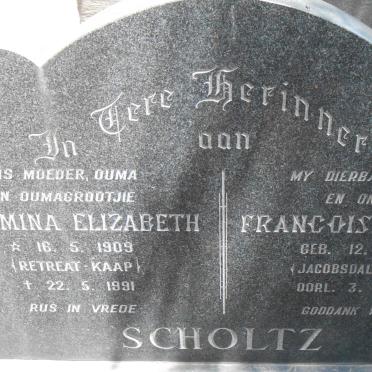 In Tere Herinner
aan
IS MOEDER, OUMA
N OUMAGROOTJIE
MINA ELIZABETH
☆ 16. 5. 1909
(RETREAT-KAAP)
† 22. 5. 1991
RUS IN VREDE
MY DIERBA
EN ON
FRANCOIS
GEB. 12.
(JACOBSDAL
OORL. 3.
GODDANK
SCHOLTZ